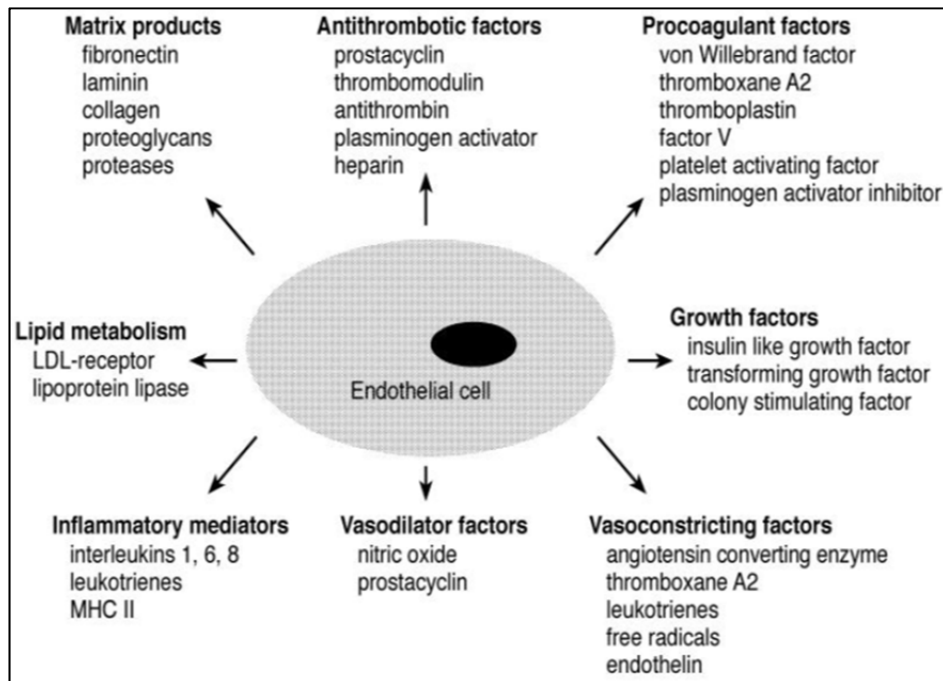 Matrix products
fibronectin
laminin
collagen
proteoglycans
proteases
Antithrombotic factors
prostacyclin
thrombomodulin
antithrombin
plasminogen activator
heparin
Procoagulant factors
von Willebrand factor
thromboxane A2
thromboplastin
factor V
platelet activating factor
plasminogen activator inhibitor
Lipid metabolism
LDL-receptor
lipoprotein lipase
Endothelial cell
Growth factors
insulin like growth factor
transforming growth factor
colony stimulating factor
Inflammatory mediators
interleukins 1, 6, 8
leukotrienes
MHC II
Vasodilator factors
nitric oxide
prostacyclin
Vasoconstricting factors
angiotensin converting enzyme
thromboxane A2
leukotrienes
free radicals
endothelin